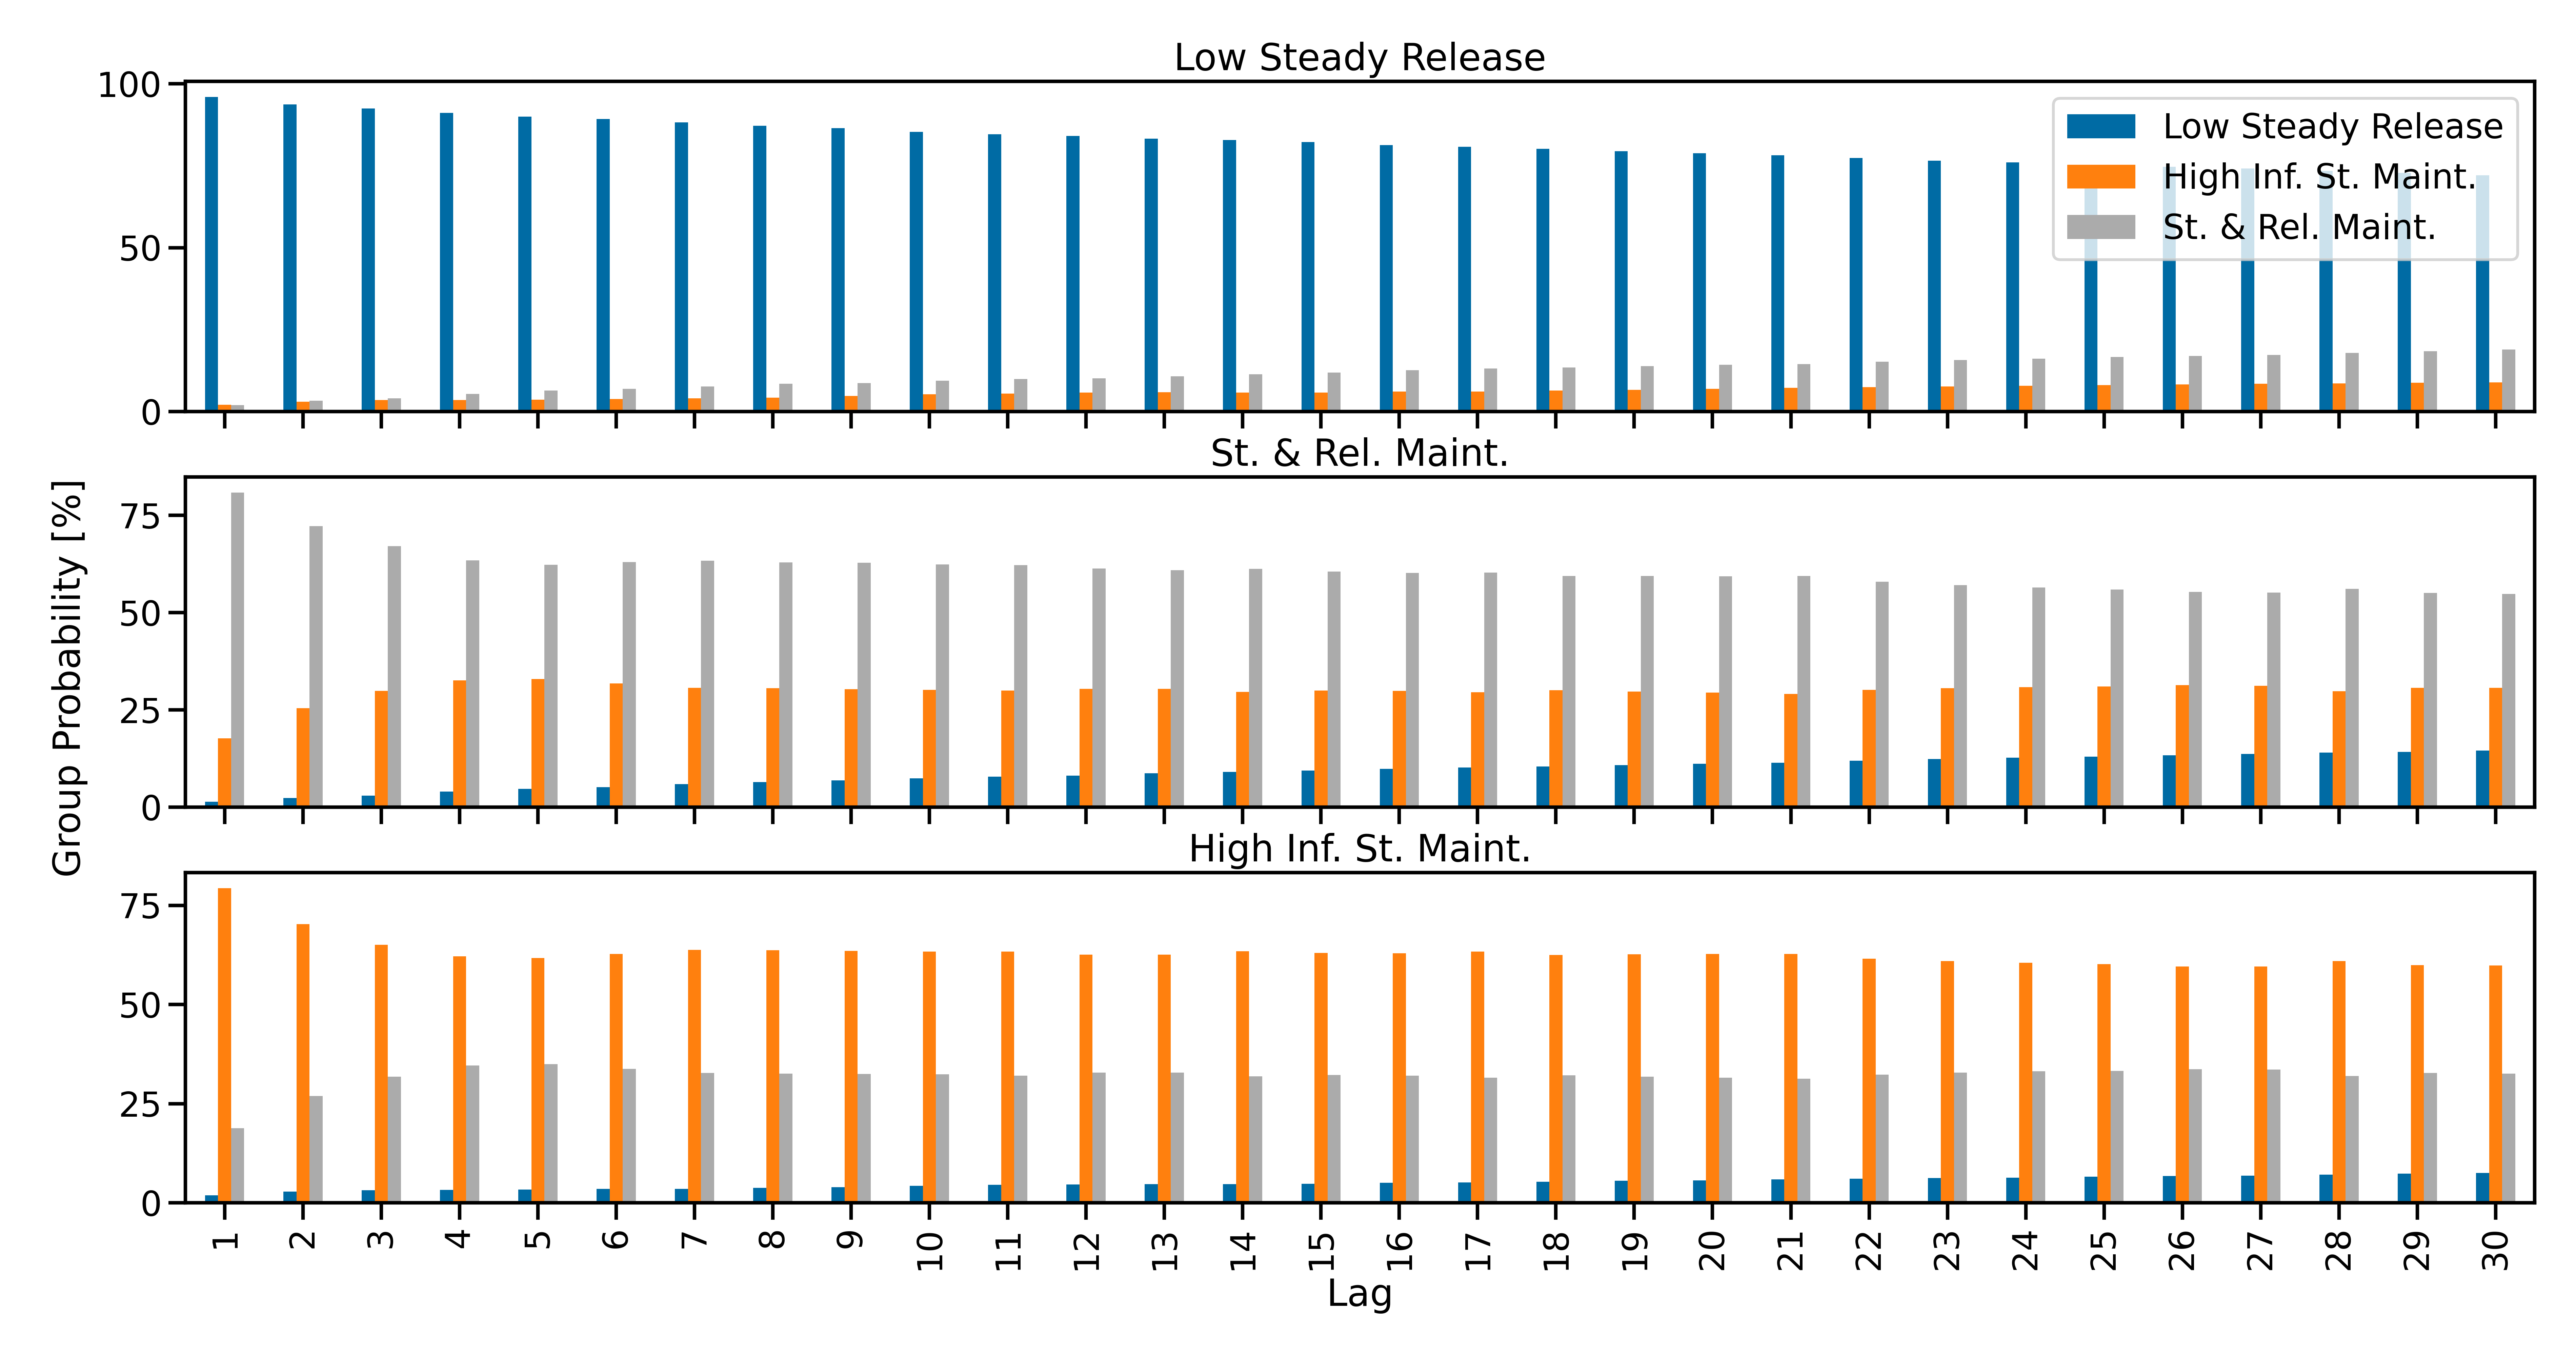 Low Steady Release
100
50
0
Low Steady Release
High Inf. St. Maint.
St. & Rel. Maint.
St. & Rel. Maint.
Group Probability [%]
75
50
25
0
High Inf. St. Maint.
75
50
25
0
1 2 3 4 5 6 7 8 9 10 11 12 13 14 15 16 17 18 19 20 21 22 23 24 25 26 27 28 29 30
Lag